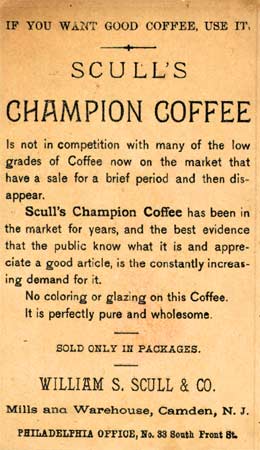 IF YOU WANT GOOD COFFEE, USE IT.
SCULL'S
CHAMPION COFFEE
Is not in competition with many of the low
grades of Coffee now on the market that
have a sale for a brief period and then dis-
appear.
Scull's Champion Coffee has been in
the market for years, and the best evidence
that the public know what it is and appre-
ciate a good article, is the constantly increas-
ing demand for it.
No coloring or glazing on this Coffee.
It is perfectly pure and wholesome.
SOLD ONLY IN PACKAGES.
WILLIAM S. SCULL & CO.
Mills and Warehouse, Camden, N. J.
PHILADELPHIA OFFICE, No. 33 South Front St.